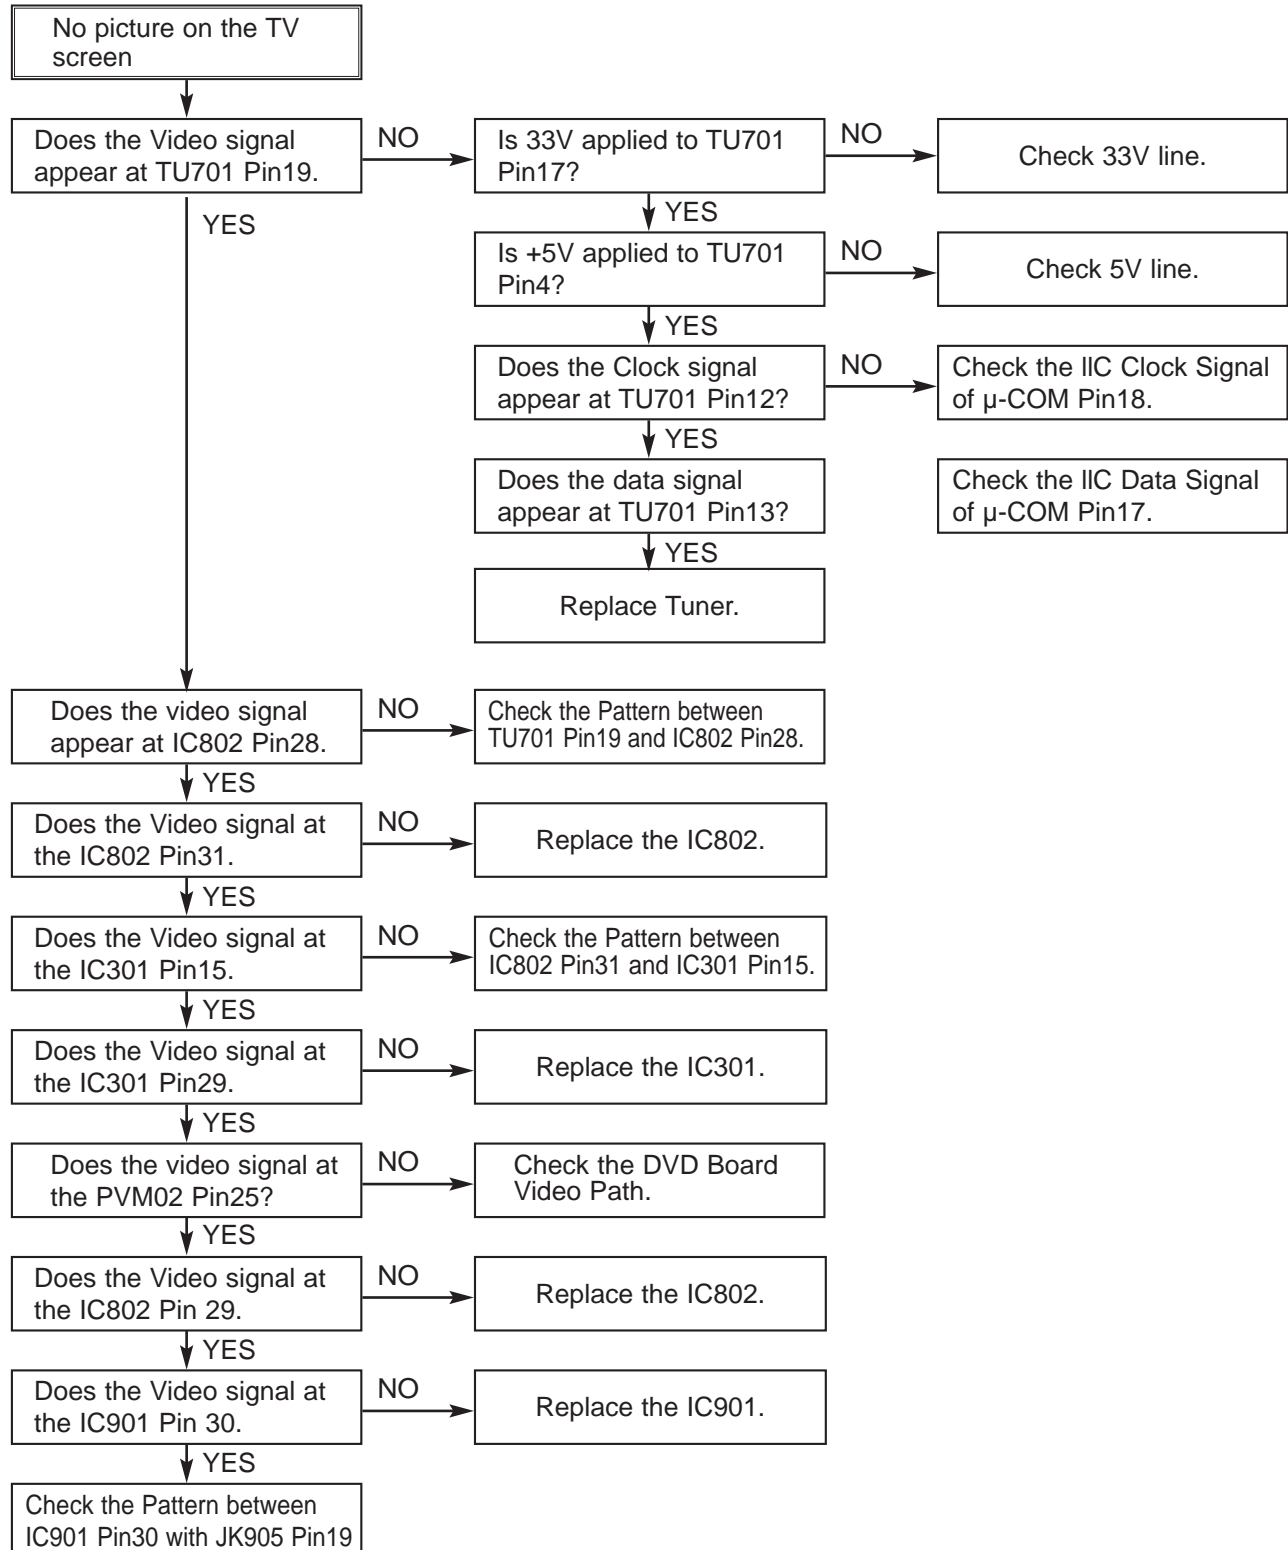 No picture on the TV
screen
Does the Video signal
appear at TU701 Pin19.
NO
Is 33V applied to TU701
Pin17?
NO
Check 33V line.
YES
YES
Is +5V applied to TU701
Pin4?
NO
Check 5V line.
YES
Does the Clock signal
appear at TU701 Pin12?
NO
Check the IIC Clock Signal
of µ-COM Pin18.
YES
Does the data signal
appear at TU701 Pin13?
Check the IIC Data Signal
of µ-COM Pin17.
YES
Replace Tuner.
Does the video signal
appear at IC802 Pin28.
NO
Check the Pattern between
TU701 Pin19 and IC802 Pin28.
YES
Does the Video signal at
the IC802 Pin31.
NO
Replace the IC802.
YES
Does the Video signal at
the IC301 Pin15.
NO
Check the Pattern between
IC802 Pin31 and IC301 Pin15.
YES
Does the Video signal at
the IC301 Pin29.
NO
Replace the IC301.
YES
Does the video signal at
the PVM02 Pin25?
NO
Check the DVD Board
Video Path.
YES
Does the Video signal at
the IC802 Pin 29.
NO
Replace the IC802.
YES
Does the Video signal at
the IC901 Pin 30.
NO
Replace the IC901.
YES
Check the Pattern between
IC901 Pin30 with JK905 Pin19